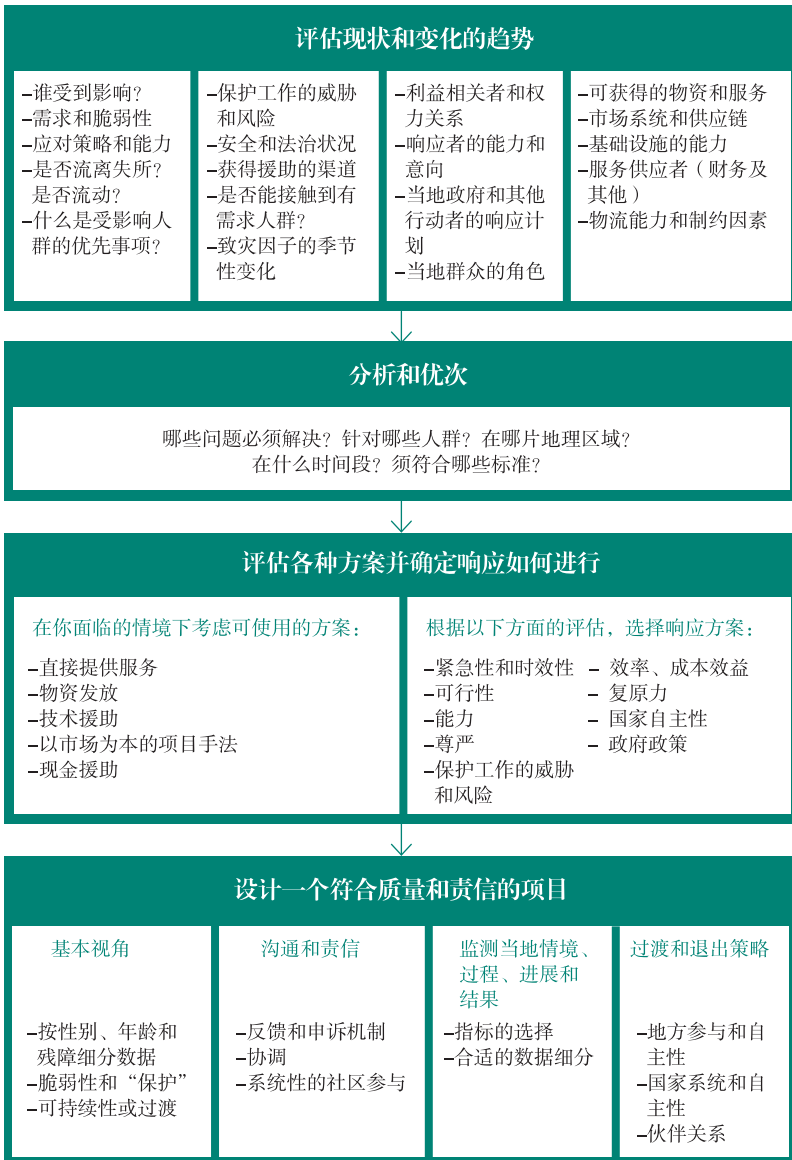 评估现状和变化的趋势
–谁受到影响？
–需求和脆弱性
–应对策略和能力
–是否流离失所？
是否流动？
–什么是受影响人
群的优先事项？
–保护工作的威胁
和风险
–安全和法治状况
–获得援助的渠道
–是否能接触到有
需求人群？
–致灾因子的季节
性变化
–利益相关者和权
力关系
–响应者的能力和
意向
–当地政府和其他
行动者的响应计
划
–当地群众的角色
–可获得的物资和服务
–市场系统和供应链
–基础设施的能力
–服务供应者（财务及
其他）
–物流能力和制约因素
分析和优次
哪些问题必须解决？针对哪些人群？在哪片地理区域？
在什么时间段？须符合哪些标准？
评估各种方案并确定响应如何进行
在你面临的情境下考虑可使用的方案：
–直接提供服务
–物资发放
–技术援助
–以市场为本的项目手法
–现金援助
根据以下方面的评估，选择响应方案：
–紧急性和时效性
–可行性
–能力
–尊严
–保护工作的威胁
和风险
– 效率、成本效益
– 复原力
– 国家自主性
– 政府政策
设计一个符合质量和责信的项目
基本视角
–按性别、年龄和
残障细分数据
–脆弱性和“保护”
–可持续性或过渡
沟通和责信
–反馈和申诉机制
–协调
–系统性的社区参与
监测当地情境、
过程、进展和
结果
–指标的选择
–合适的数据细分
过渡和退出策略
–地方参与和自
主性
–国家系统和自
主性
–伙伴关系